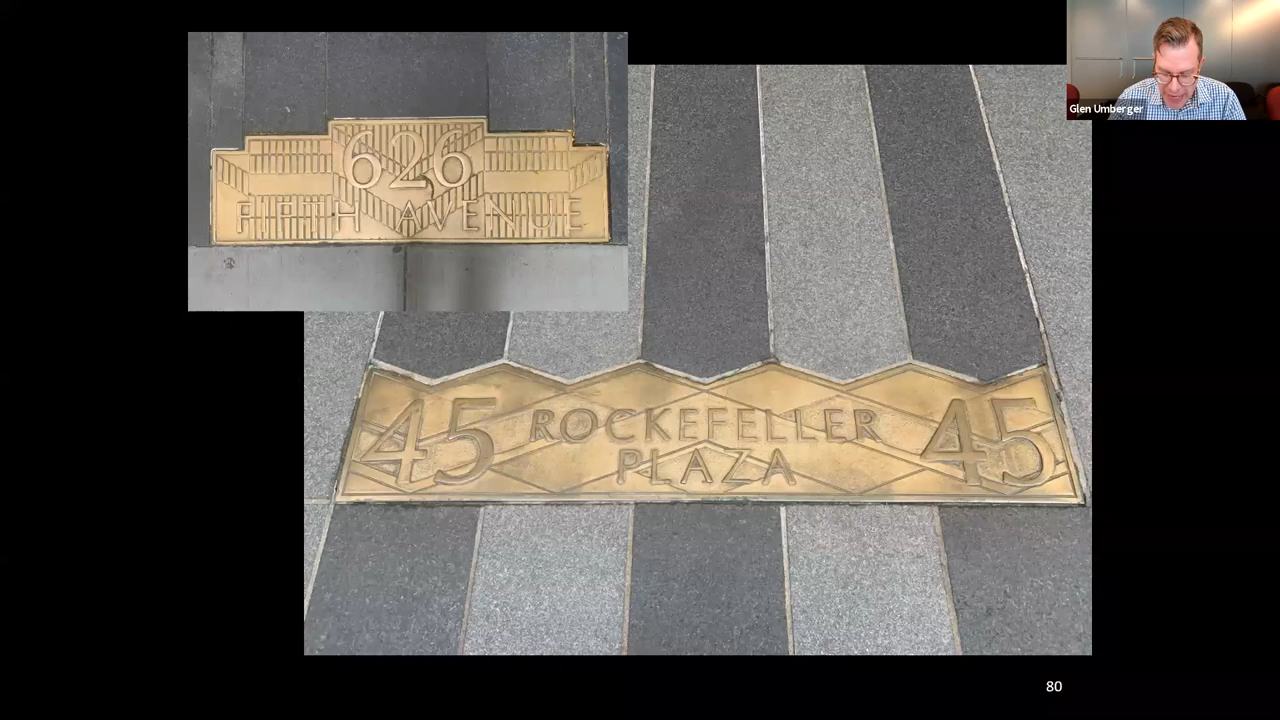 626
FIFTH AVENUE
45 ROCKEFELLER 45
PLAZA
Glen Umberger
80